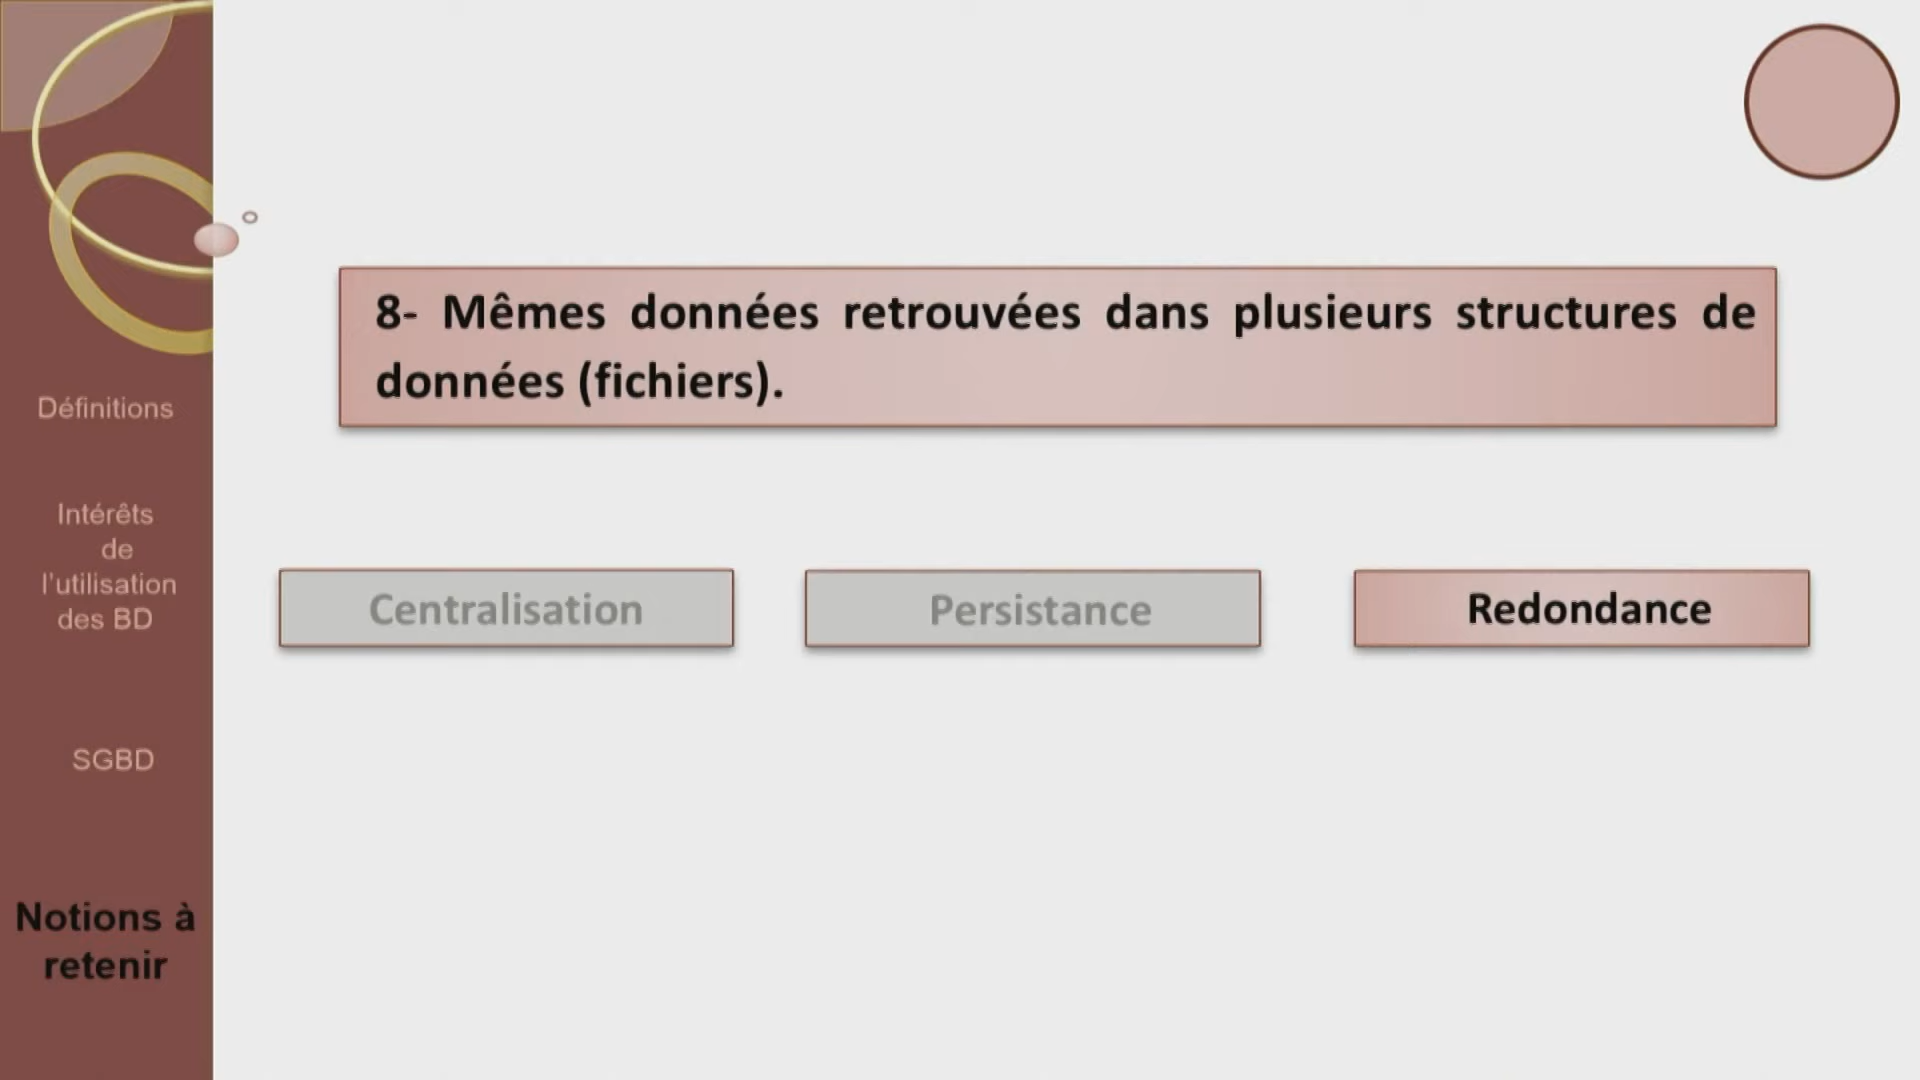 Définitions
Intérêts
de
l'utilisation
des BD
SGBD
Notions à
retenir
8- Mêmes données retrouvées dans plusieurs structures de
données (fichiers).
Centralisation
Persistance
Redondance